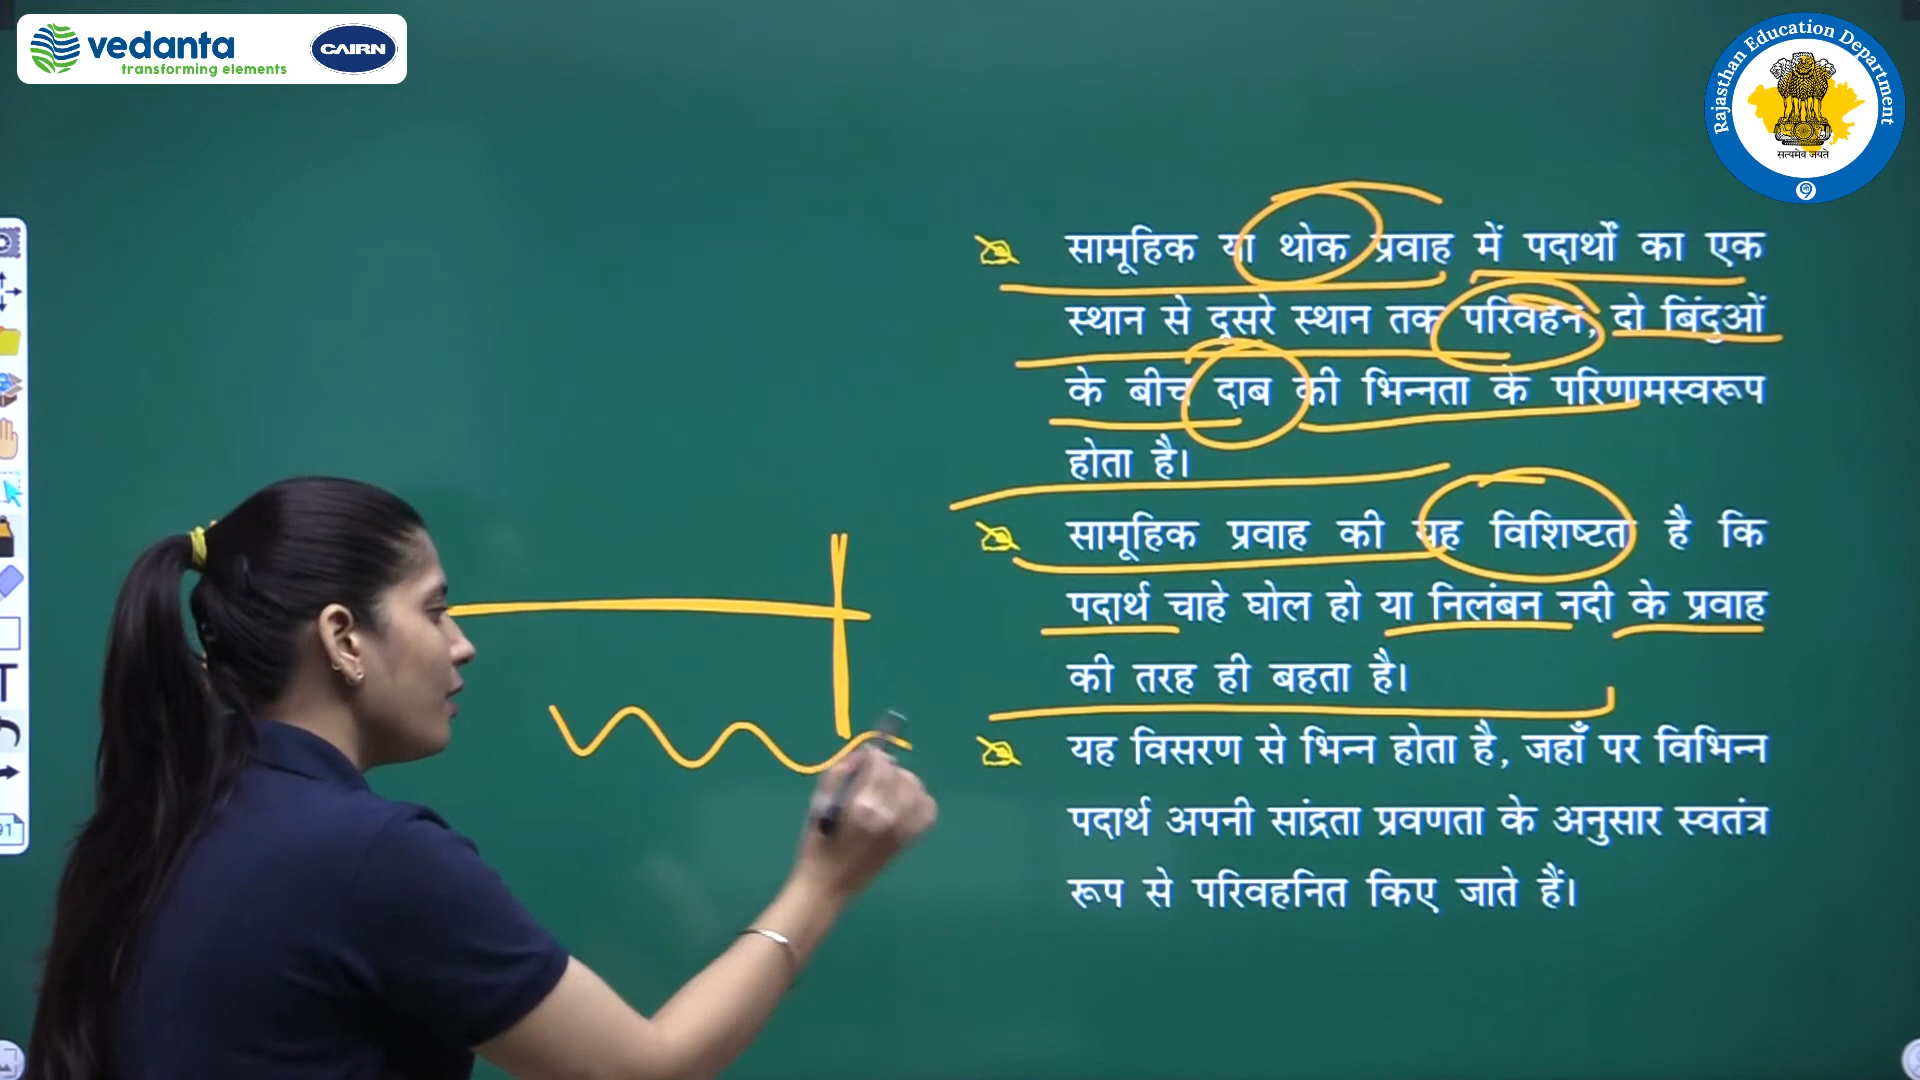 vedanta
transforming elements
CAIRN
Rajasthan Education Department
सत्यमेव जयते
सामूहिक या थोक प्रवाह में पदार्थों का एक
स्थान से दूसरे स्थान तक परिवहन, दो बिंदुओं
के बीच दाब की भिन्नता के परिणामस्वरूप
होता है।
सामूहिक प्रवाह की यह विशिष्टत है कि
पदार्थ चाहे घोल हो या निलंबन नदी के प्रवाह
की तरह ही बहता है।
यह विसरण से भिन्न होता है, जहाँ पर विभिन्न
पदार्थ अपनी सांद्रता प्रवणता के अनुसार स्वतंत्र
रूप से परिवहनित किए जाते हैं।